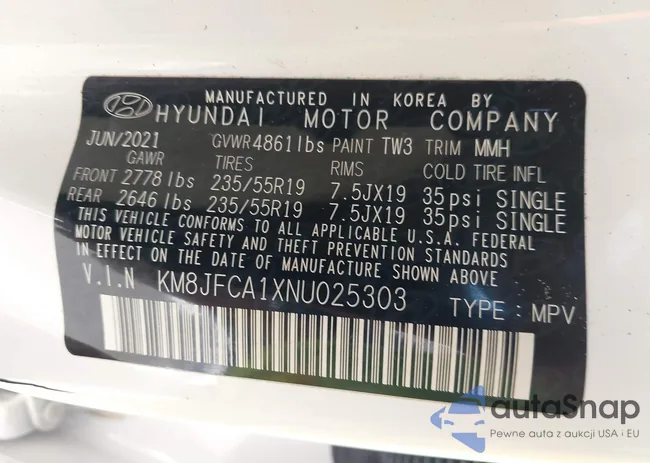 MANUFACTURED IN KOREA BY
HYUNDAI MOTOR COMPANY
JUN/2021 GVWR 4861lbs PAINT TW3 TRIM MMH
GAWR TIRES RIMS COLD TIRE INFL
FRONT 2778 lbs 235/55R19 7.5JX19 35psi SINGLE
REAR 2646 lbs 235/55R19 7.5JX19 35psi SINGLE
THIS VEHICLE CONFORMS TO ALL APPLICABLE U.S.A. FEDERAL
MOTOR VEHICLE SAFETY AND THEFT PREVENTION STANDARDS
IN EFFECT ON THE DATE OF MANUFACTURE SHOWN ABOVE
V.I.N KM8JFCA1XNU025303 TYPE : MPV
autoSnap
Pewne auta z aukcji USA i EU